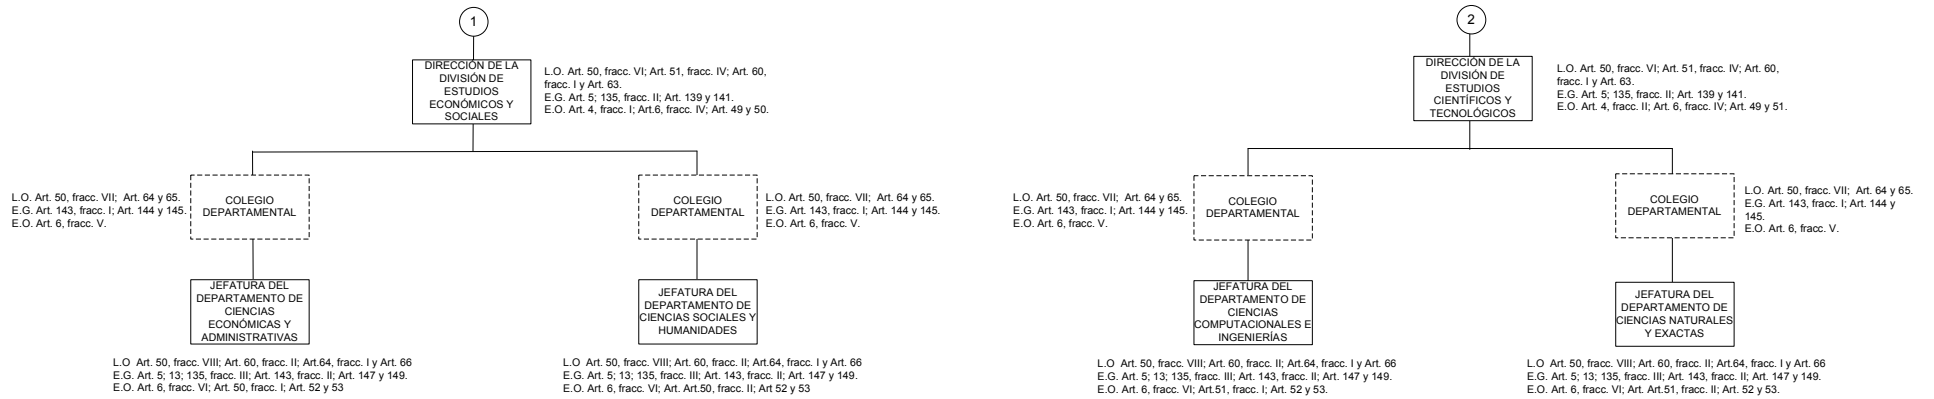 1
DIRECCIÓN DE LA
DIVISIÓN DE
ESTUDIOS
ECONÓMICOS Y
SOCIALES
L.O. Art. 50, fracc. VI; Art. 51, fracc. IV; Art. 60,
fracc. I y Art. 63.
E.G. Art. 5; 135, fracc. II; Art. 139 y 141.
E.O. Art. 4, fracc. I; Art.6, fracc. IV; Art. 49 y 50.
L.O. Art. 50, fracc. VII; Art. 64 y 65.
E.G. Art. 143, fracc. I; Art. 144 y 145.
E.O. Art. 6, fracc. V.
COLEGIO
DEPARTAMENTAL
COLEGIO
DEPARTAMENTAL
L.O. Art. 50, fracc. VII; Art. 64 y 65.
E.G. Art. 143, fracc. I; Art. 144 y 145.
E.O. Art. 6, fracc. V.
JEFATURA DEL
DEPARTAMENTO DE
CIENCIAS
ECONÓMICAS Y
ADMINISTRATIVAS
L.O Art. 50, fracc. VIII; Art. 60, fracc. II; Art.64, fracc. I y Art. 66
E.G. Art. 5; 13; 135, fracc. III; Art. 143, fracc. II; Art. 147 y 149.
E.O. Art. 6, fracc. VI; Art. 50, fracc. I; Art. 52 y 53
JEFATURA DEL
DEPARTAMENTO DE
CIENCIAS SOCIALES Y
HUMANIDADES
L.O Art. 50, fracc. VIII; Art. 60, fracc. II; Art.64, fracc. I y Art. 66
E.G. Art. 5; 13; 135, fracc. III; Art. 143, fracc. II; Art. 147 y 149.
E.O. Art. 6, fracc. VI; Art. Art.50, fracc. II; Art 52 y 53
2
DIRECCIÓN DE LA
DIVISIÓN DE
ESTUDIOS
CIENTÍFICOS Y
TECNOLÓGICOS
L.O. Art. 50, fracc. VI; Art. 51, fracc. IV; Art. 60,
fracc. I y Art. 63.
E.G. Art. 5; 135, fracc. II; Art. 139 y 141.
E.O. Art. 4, fracc. II; Art. 6, fracc. IV; Art. 49 y 51.
L.O. Art. 50, fracc. VII; Art. 64 y 65.
E.G. Art. 143, fracc. I; Art. 144 y 145.
E.O. Art. 6, fracc. V.
COLEGIO
DEPARTAMENTAL
COLEGIO
DEPARTAMENTAL
L.O. Art. 50, fracc. VII; Art. 64 y 65.
E.G. Art. 143, fracc. I; Art. 144 y
145.
E.O. Art. 6, fracc. V.
JEFATURA DEL
DEPARTAMENTO DE
CIENCIAS
COMPUTACIONALES E
INGENIERÍAS
L.O Art. 50, fracc. VIII; Art. 60, fracc. II; Art.64, fracc. I y Art. 66
E.G. Art. 5; 13; 135, fracc. III; Art. 143, fracc. II; Art. 147 y 149.
E.O. Art. 6, fracc. VI; Art.51, fracc. I; Art. 52 y 53.
JEFATURA DEL
DEPARTAMENTO DE
CIENCIAS NATURALES
Y EXACTAS
L.O Art. 50, fracc. VIII; Art. 60, fracc. II; Art.64, fracc. I y Art. 66
E.G. Art. 5; 13; 135, fracc. III; Art. 143, fracc. II; Art. 147 y 149.
E.O. Art. 6, fracc. VI; Art. Art.51, fracc. II; Art. 52 y 53.